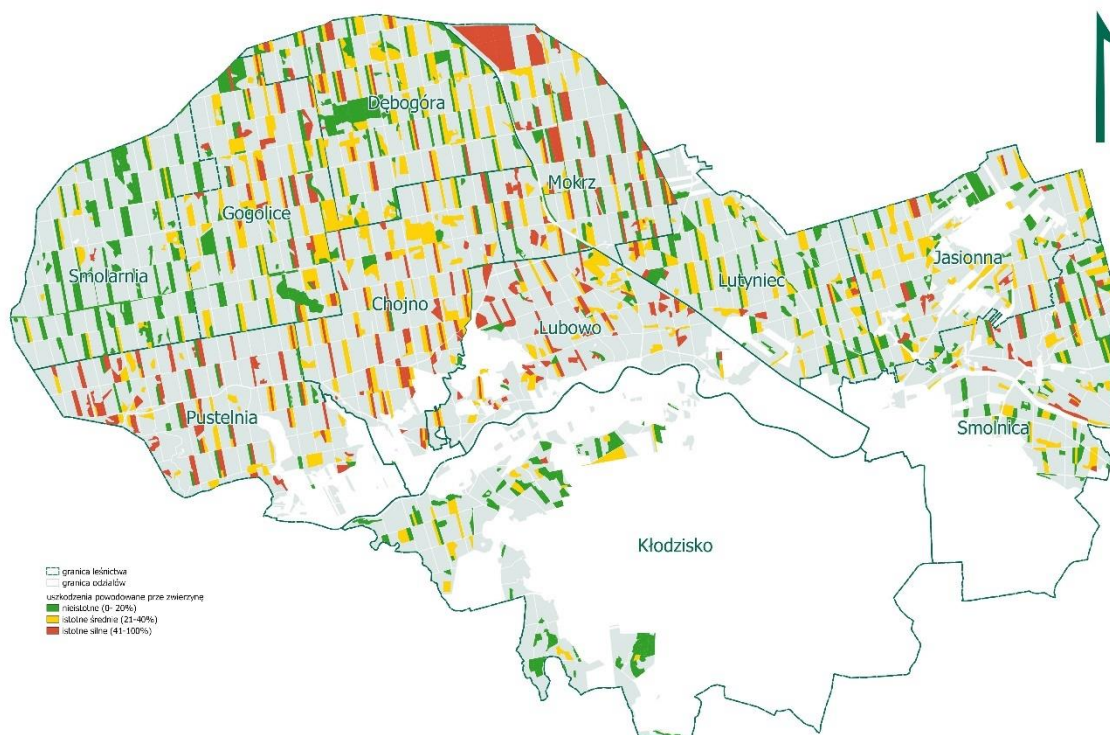 N
Dębogóra
Mokrz
Gogolice
Smolarnia
Chojno
Lubowo
Lutyniec
Jasionna
Pustelnia
Smolnica
Kłodzisko
granica leśnictwa
granica odziałów
uszkodzenia powodowane prze zwierzynę
nieistotne (0- 20%)
istotne średnie (21-40%)
istotne silne (41-100%)